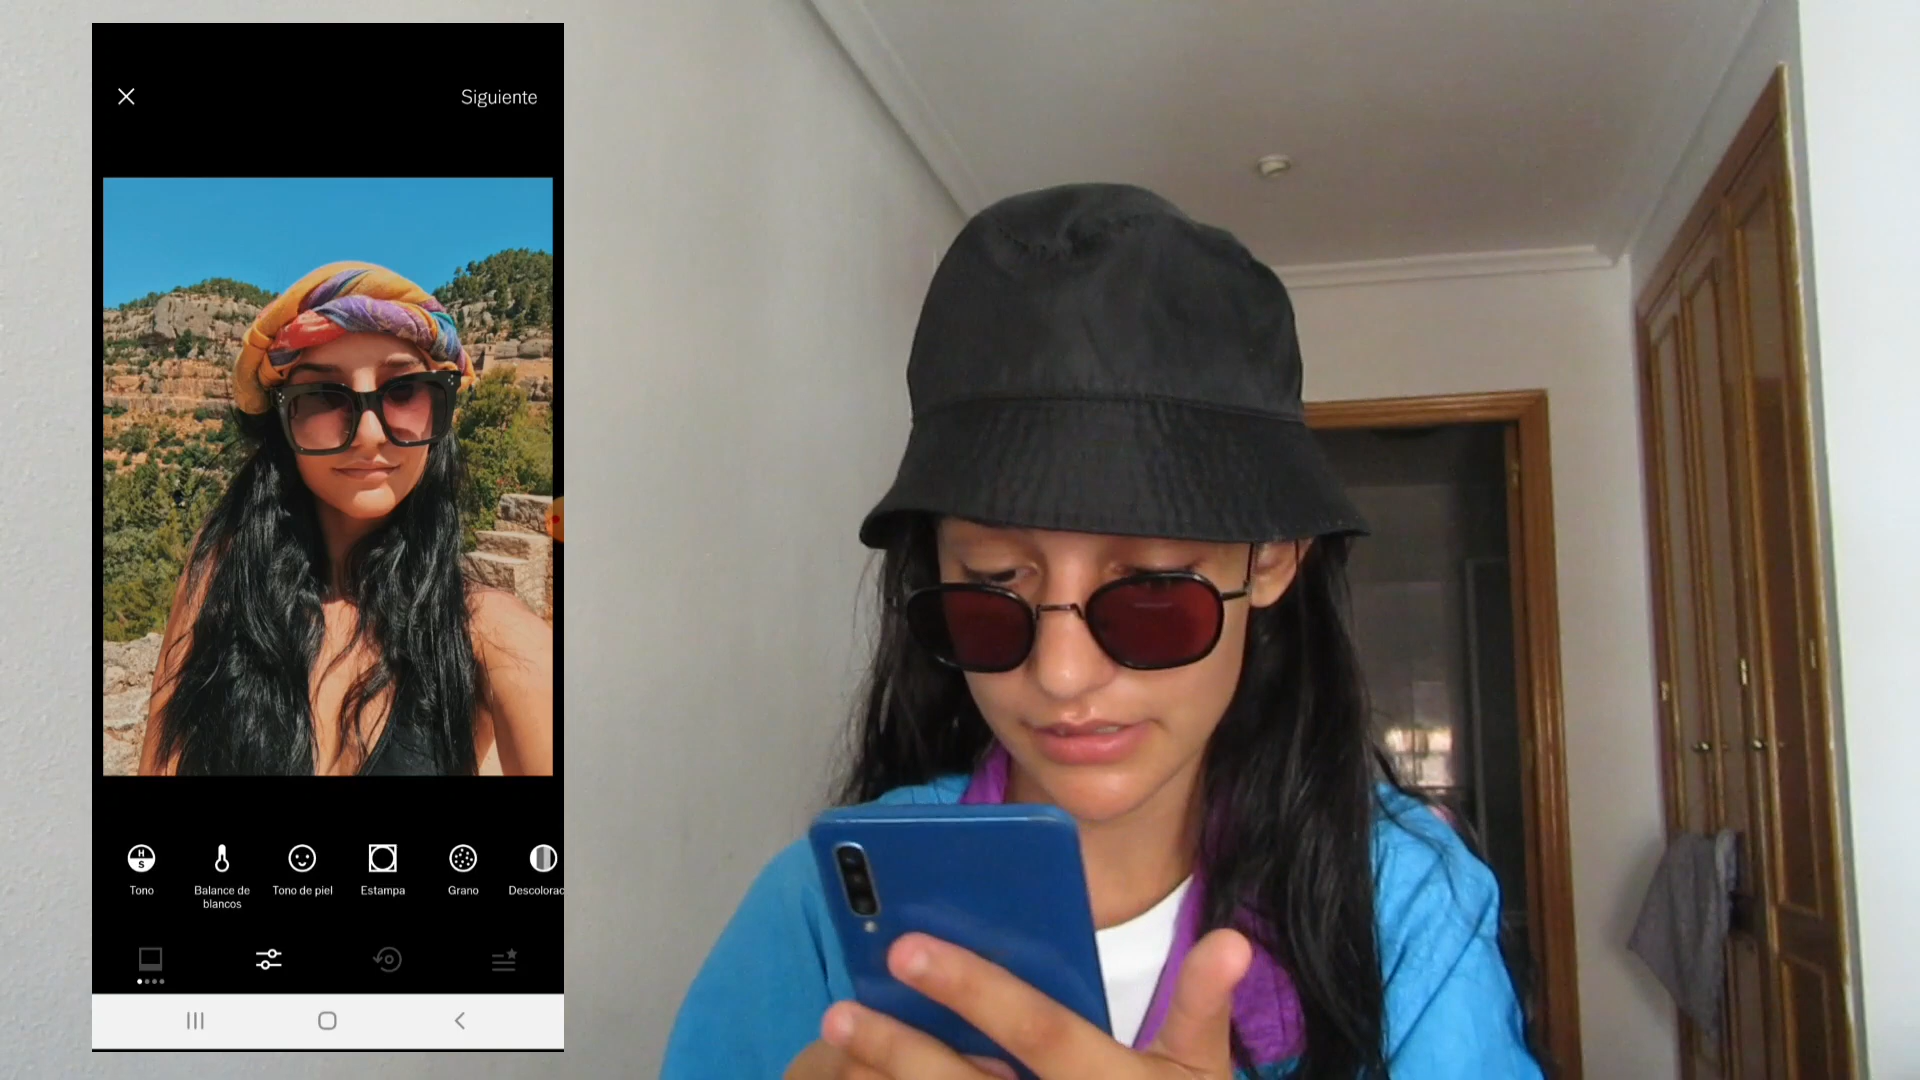 Siguiente
Tono
Balance de
blancos
Tono de piel
Estampa
Grano
Descolorac
H
S